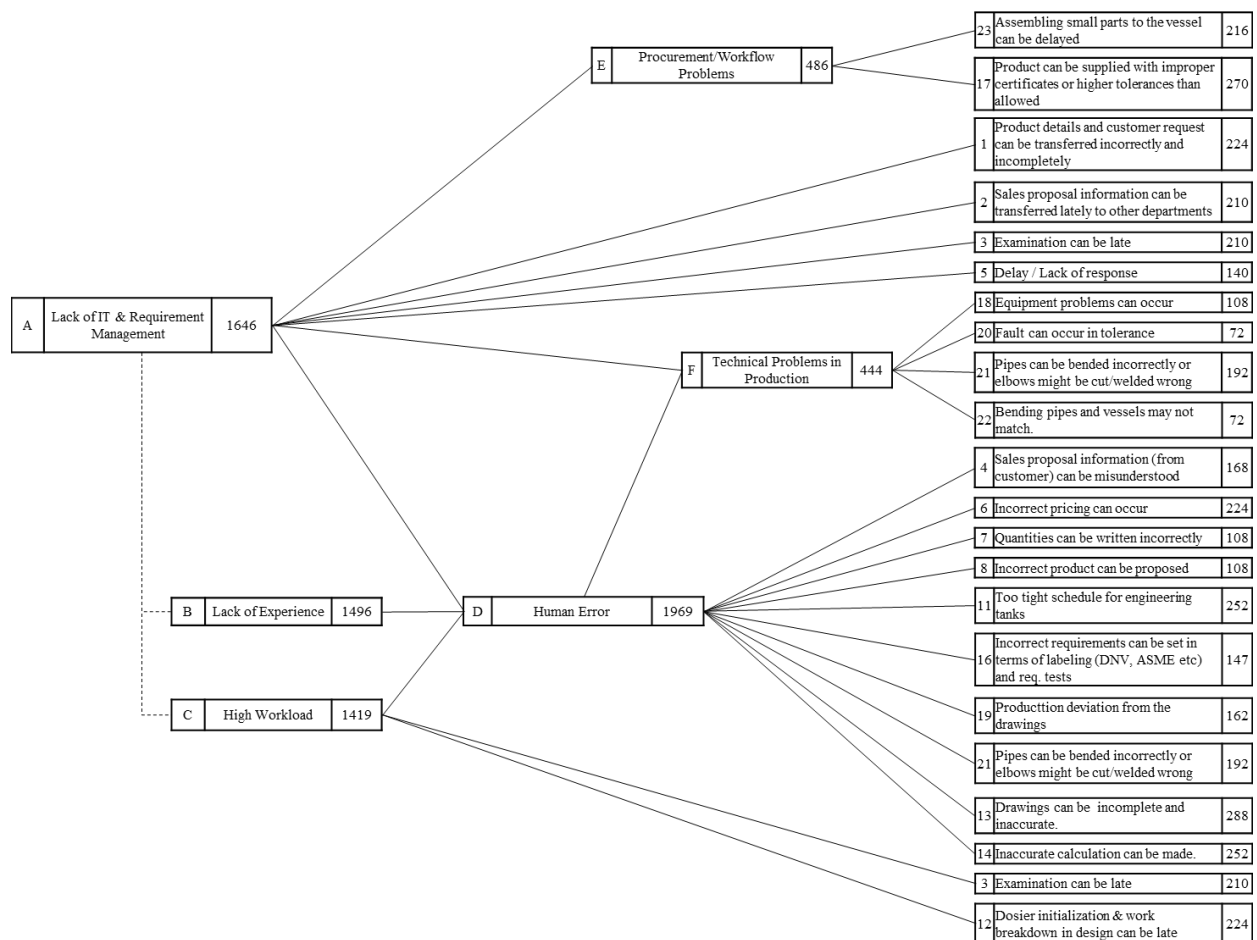 23 Assembling small parts to the vessel 216
can be delayed
E Procurement/Workflow 486
Problems
17 Product can be supplied with improper 270
certificates or higher tolerances than
allowed
1 Product details and customer request 224
can be transferred incorrectly and
incompletely
2 Sales proposal information can be 210
transferred lately to other departments
3 Examination can be late 210
5 Delay / Lack of response 140
A Lack of IT & Requirement 1646
Management
18 Equipment problems can occur 108
20 Fault can occur in tolerance 72
F Technical Problems in 444
Production
21 Pipes can be bended incorrectly or 192
elbows might be cut/welded wrong
22 Bending pipes and vessels may not 72
match.
4 Sales proposal information (from 168
customer) can be misunderstood
6 Incorrect pricing can occur 224
7 Quantities can be written incorrectly 108
8 Incorrect product can be proposed 108
B Lack of Experience 1496
D Human Error 1969
11 Too tight schedule for engineering 252
tanks
16 Incorrect requirements can be set in 147
terms of labeling (DNV, ASME etc)
and req. tests
C High Workload 1419
19 Producttion deviation from the 162
drawings
21 Pipes can be bended incorrectly or 192
elbows might be cut/welded wrong
13 Drawings can be incomplete and 288
inaccurate.
14 Inaccurate calculation can be made. 252
3 Examination can be late 210
12 Dosier initialization & work 224
breakdown in design can be late